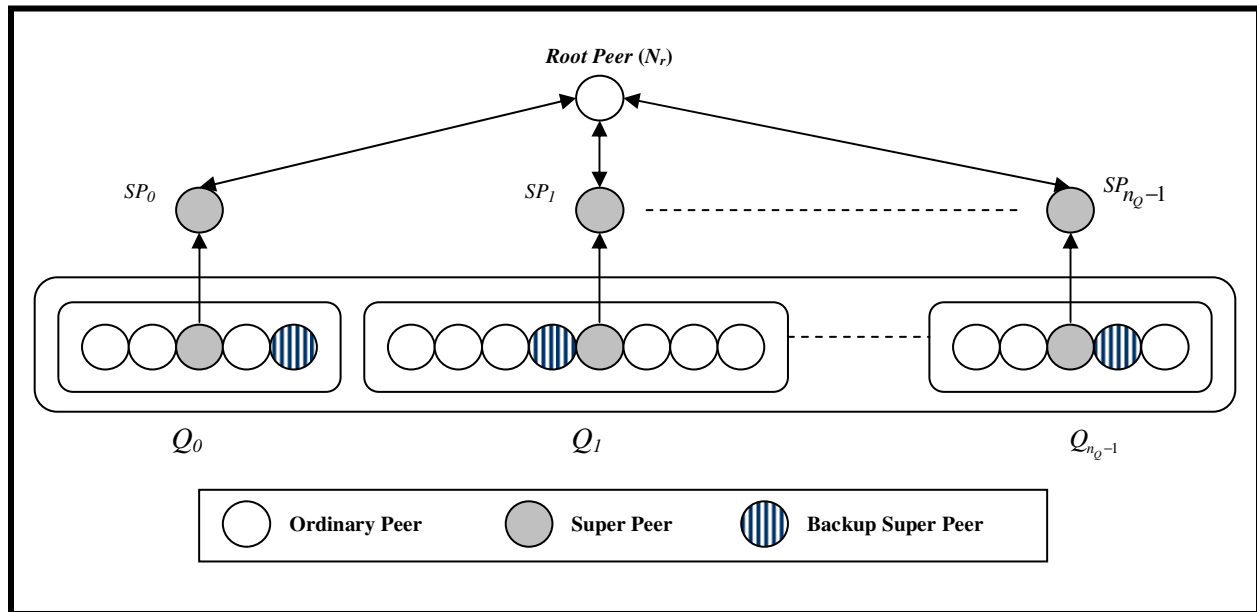 Root Peer (Nr)
SP0
SP1
SPnQ−1
Q0
Q1
QnQ−1
Ordinary Peer
Super Peer
Backup Super Peer